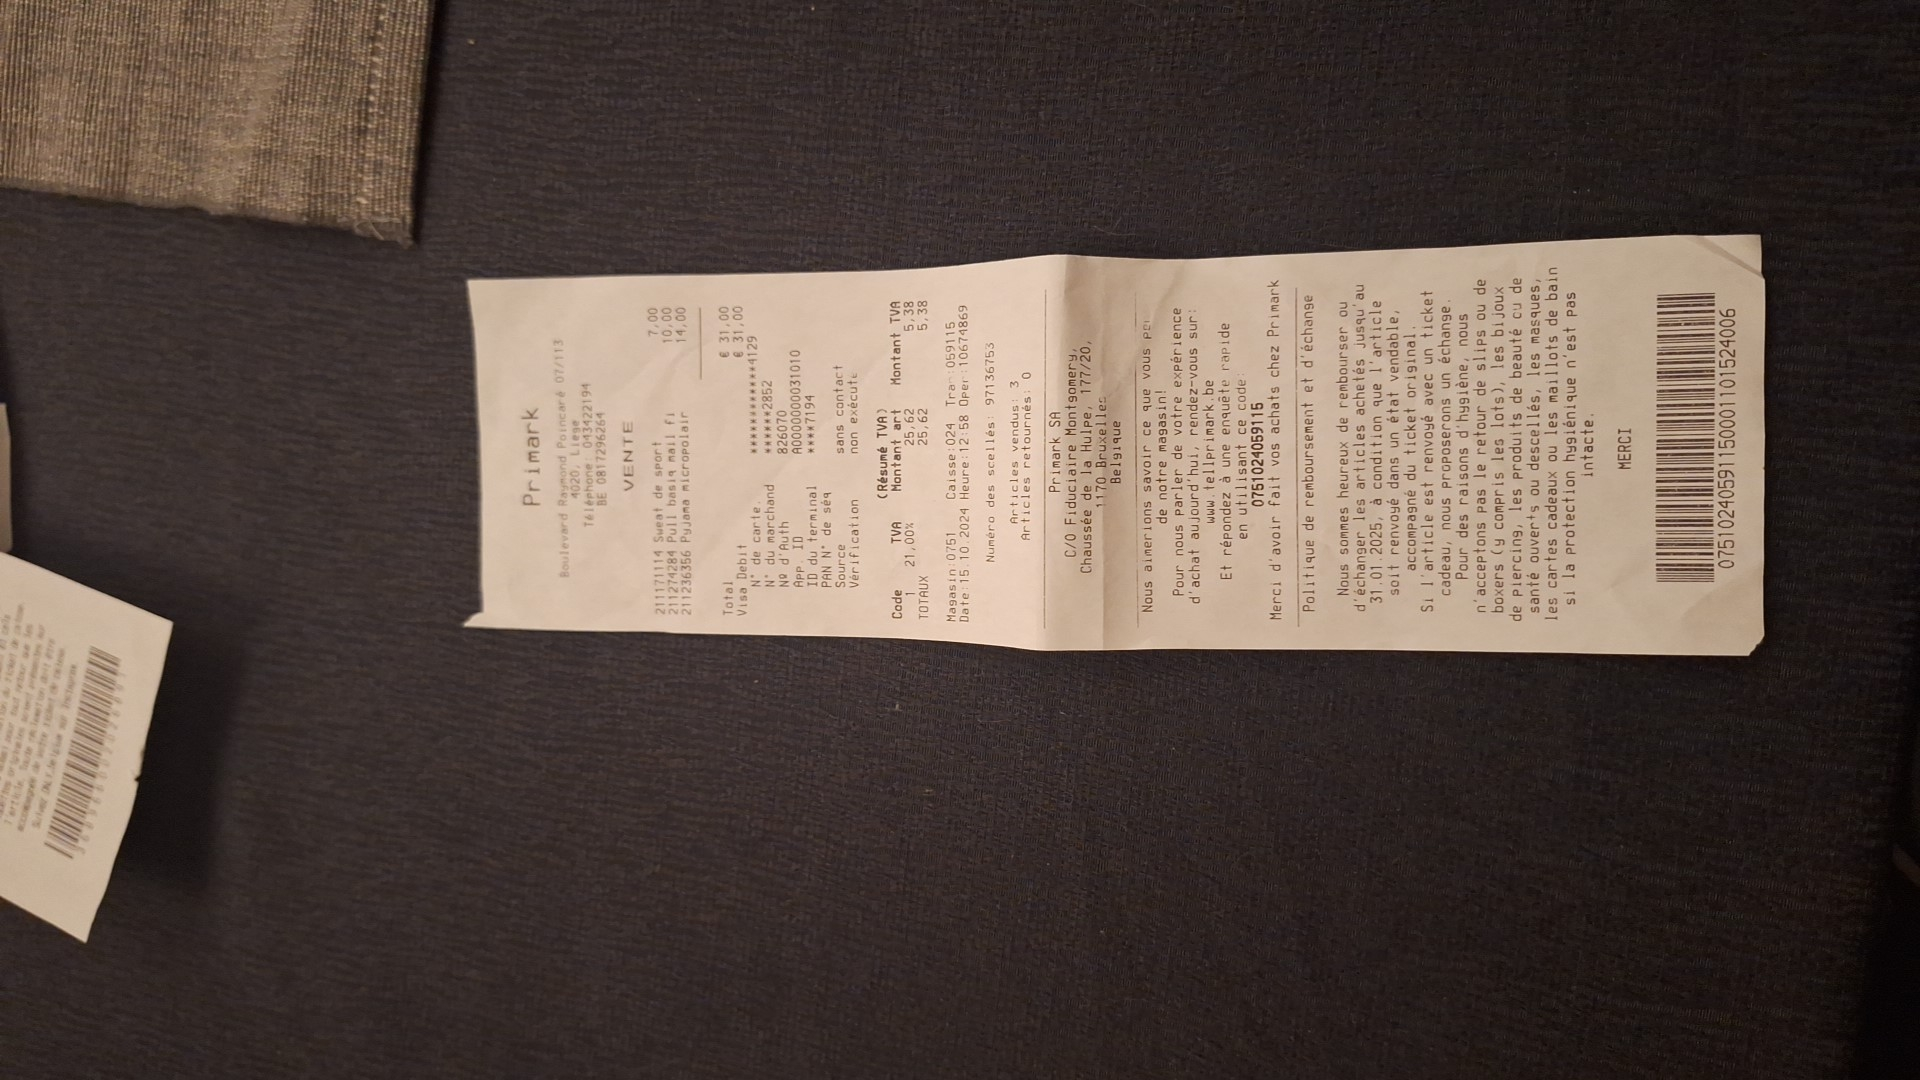 Primark
Boulevard Raymond Poincaré 07/113
4020, Liège
Téléphone: 043422194
BE 0817296264
VENTE
211171114 Sweat de sport 7,00
211274284 Pull basiq mail fi 10,00
211236356 Pyjama micropolair 14,00
Total € 31,00
Visa Debit € 31,00
N° de carte. ************4129
N° du marchand *****2852
Nº d'Auth 826070
App. ID A0000000031010
ID du terminal ****7194
PAN N° de séq
Source sans contact
Vérification non exécuté
(Résumé TVA)
Code TVA Montant art Montant TVA
1 21,00% 25,62 5,38
TOTAUX 25,62 5,38
Magasin:0751 Caisse:024 Tran:059115
Date:15.10.2024 Heure:12:58 Oper:10674869
Numéro des scellés: 97136753
Articles vendus: 3
Articles retournés: 0
Primark SA
C/O Fiduciaire Montgomery,
Chaussée de la Hulpe, 177/20,
1170 Bruxelles
Belgique
Nous aimerions savoir ce que vous
de notre magasin!
Pour nous parler de votre expérience
d'achat aujourd'hui, rendez-vous sur:
www.tellprimark.be
Et répondez à une enquête rapide
en utilisant ce code:
075102405911​5
Merci d'avoir fait vos achats chez Primark
Politique de remboursement et d'échange
Nous sommes heureux de rembourser ou
d'échanger les articles achetés jusqu'au
31.01.2025, à condition que l'article
soit renvoyé dans un état vendable,
accompagné du ticket original.
Si l'article est renvoyé avec un ticket
cadeau, nous proposerons un échange.
Pour des raisons d'hygiène, nous
n'acceptons pas le retour de slips ou de
boxers (y compris les lots), les bijoux
de piercing, les produits de beauté ou de
santé ouverts ou descellés, les masques,
les cartes cadeaux ou les maillots de bain
si la protection hygiénique n'est pas
intacte.
MERCI
0751024059115000110152​4006